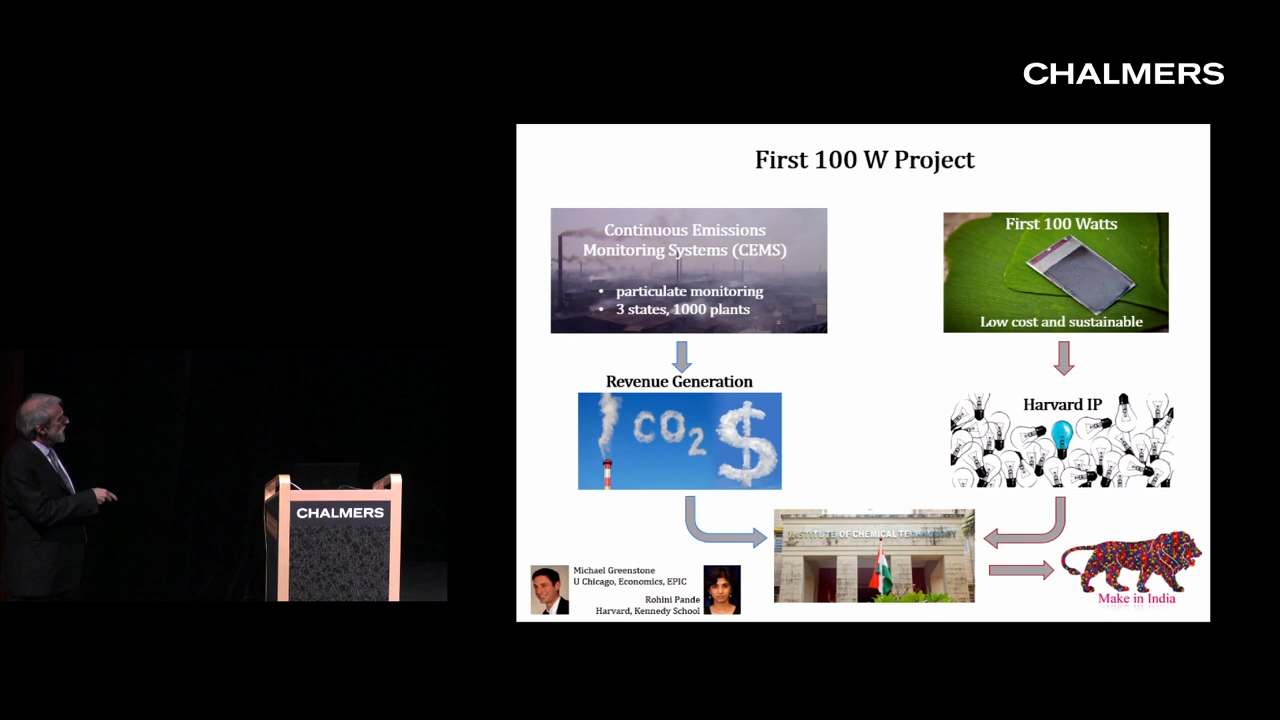 CHALMERS
First 100 W Project
Continuous Emissions
Monitoring Systems (CEMS)
• particulate monitoring
• 3 states, 1000 plants
First 100 Watts
Low cost and sustainable
Revenue Generation
CO2 $
Harvard IP
INSTITUTE OF CHEMICAL TECHNOLOGY
Michael Greenstone
U Chicago, Economics, EPIC
Rohini Pande
Harvard, Kennedy School
Make in India
CHALMERS